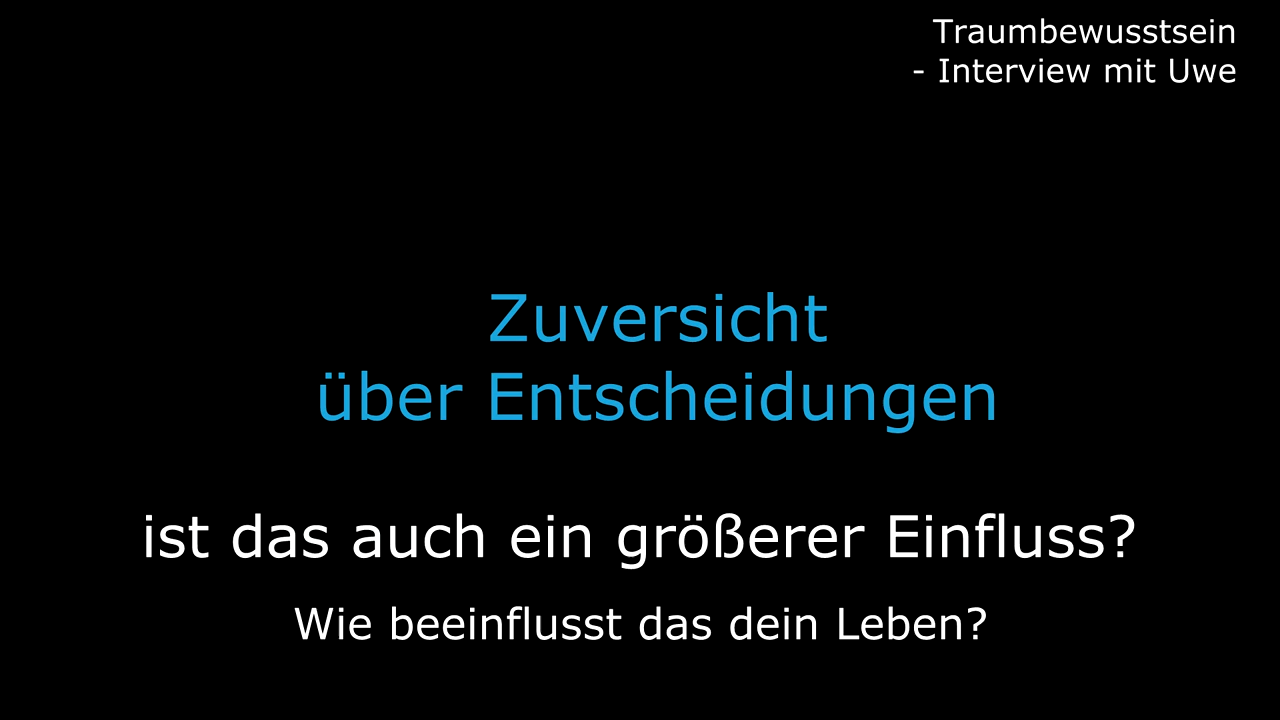 Traumbewusstsein
- Interview mit Uwe
Zuversicht
über Entscheidungen
ist das auch ein größerer Einfluss?
Wie beeinflusst das dein Leben?